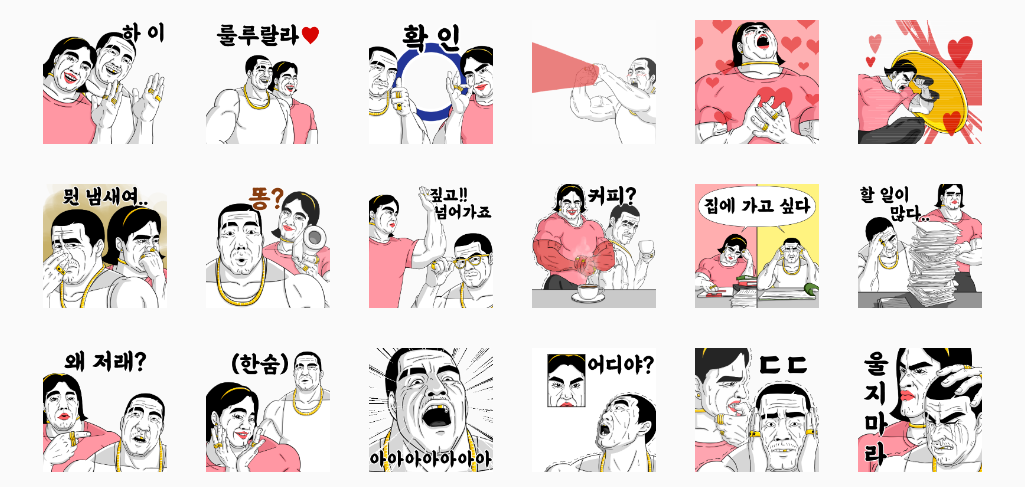 하 이
룰루랄라♥
확 인
뭔 냄새여..
똥?
짚고!!
넘어가죠
커피?
집에 가고 싶다
할 일이
많다..
왜 저래?
(한숨)
아아아아아아아
어디야?
ㄷㄷ
울
지
마
라